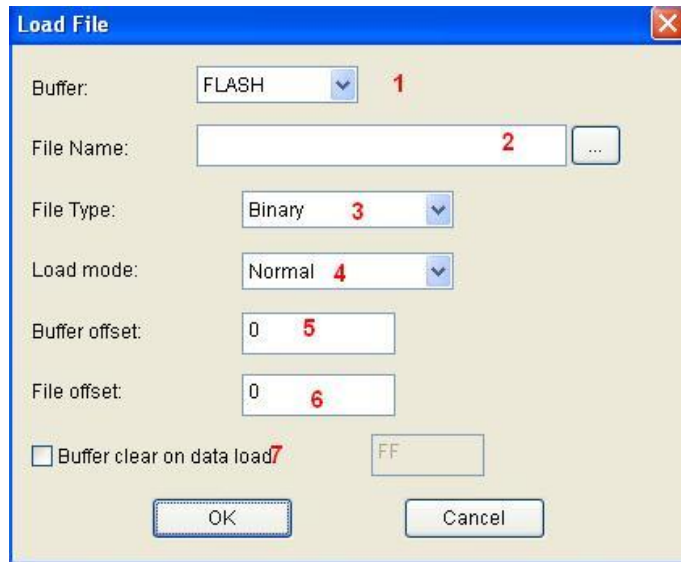 Load File
Buffer: FLASH 1
File Name: 2 ...
File Type: Binary 3
Load mode: Normal 4
Buffer offset: 0 5
File offset: 0 6
Buffer clear on data load 7 FF
OK Cancel